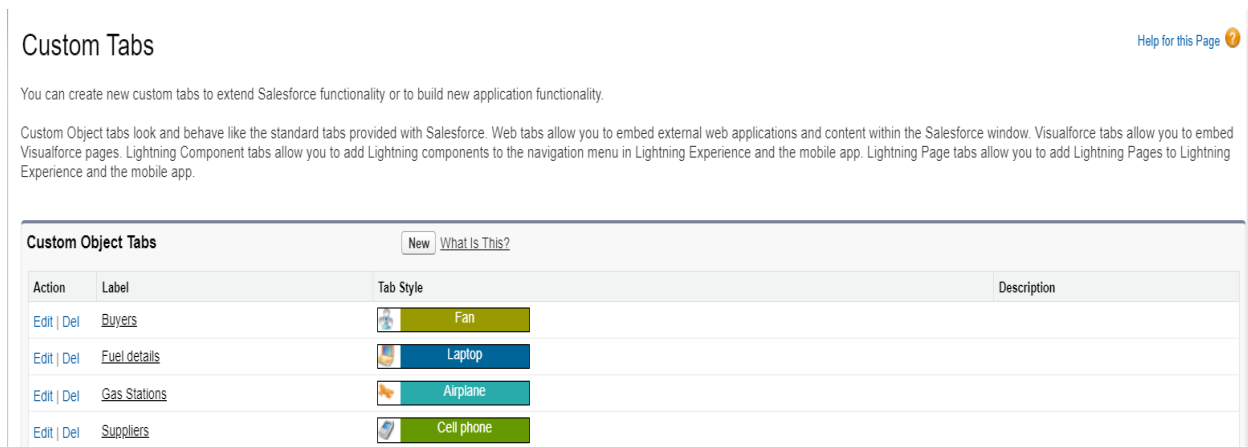 Custom Tabs
Help for this Page ?
You can create new custom tabs to extend Salesforce functionality or to build new application functionality.
Custom Object tabs look and behave like the standard tabs provided with Salesforce. Web tabs allow you to embed external web applications and content within the Salesforce window. Visualforce tabs allow you to embed
Visualforce pages. Lightning Component tabs allow you to add Lightning components to the navigation menu in Lightning Experience and the mobile app. Lightning Page tabs allow you to add Lightning Pages to Lightning
Experience and the mobile app.
Custom Object Tabs New What Is This?
Action Label Tab Style Description
Edit | Del Buyers Fan
Edit | Del Fuel details Laptop
Edit | Del Gas Stations Airplane
Edit | Del Suppliers Cell phone